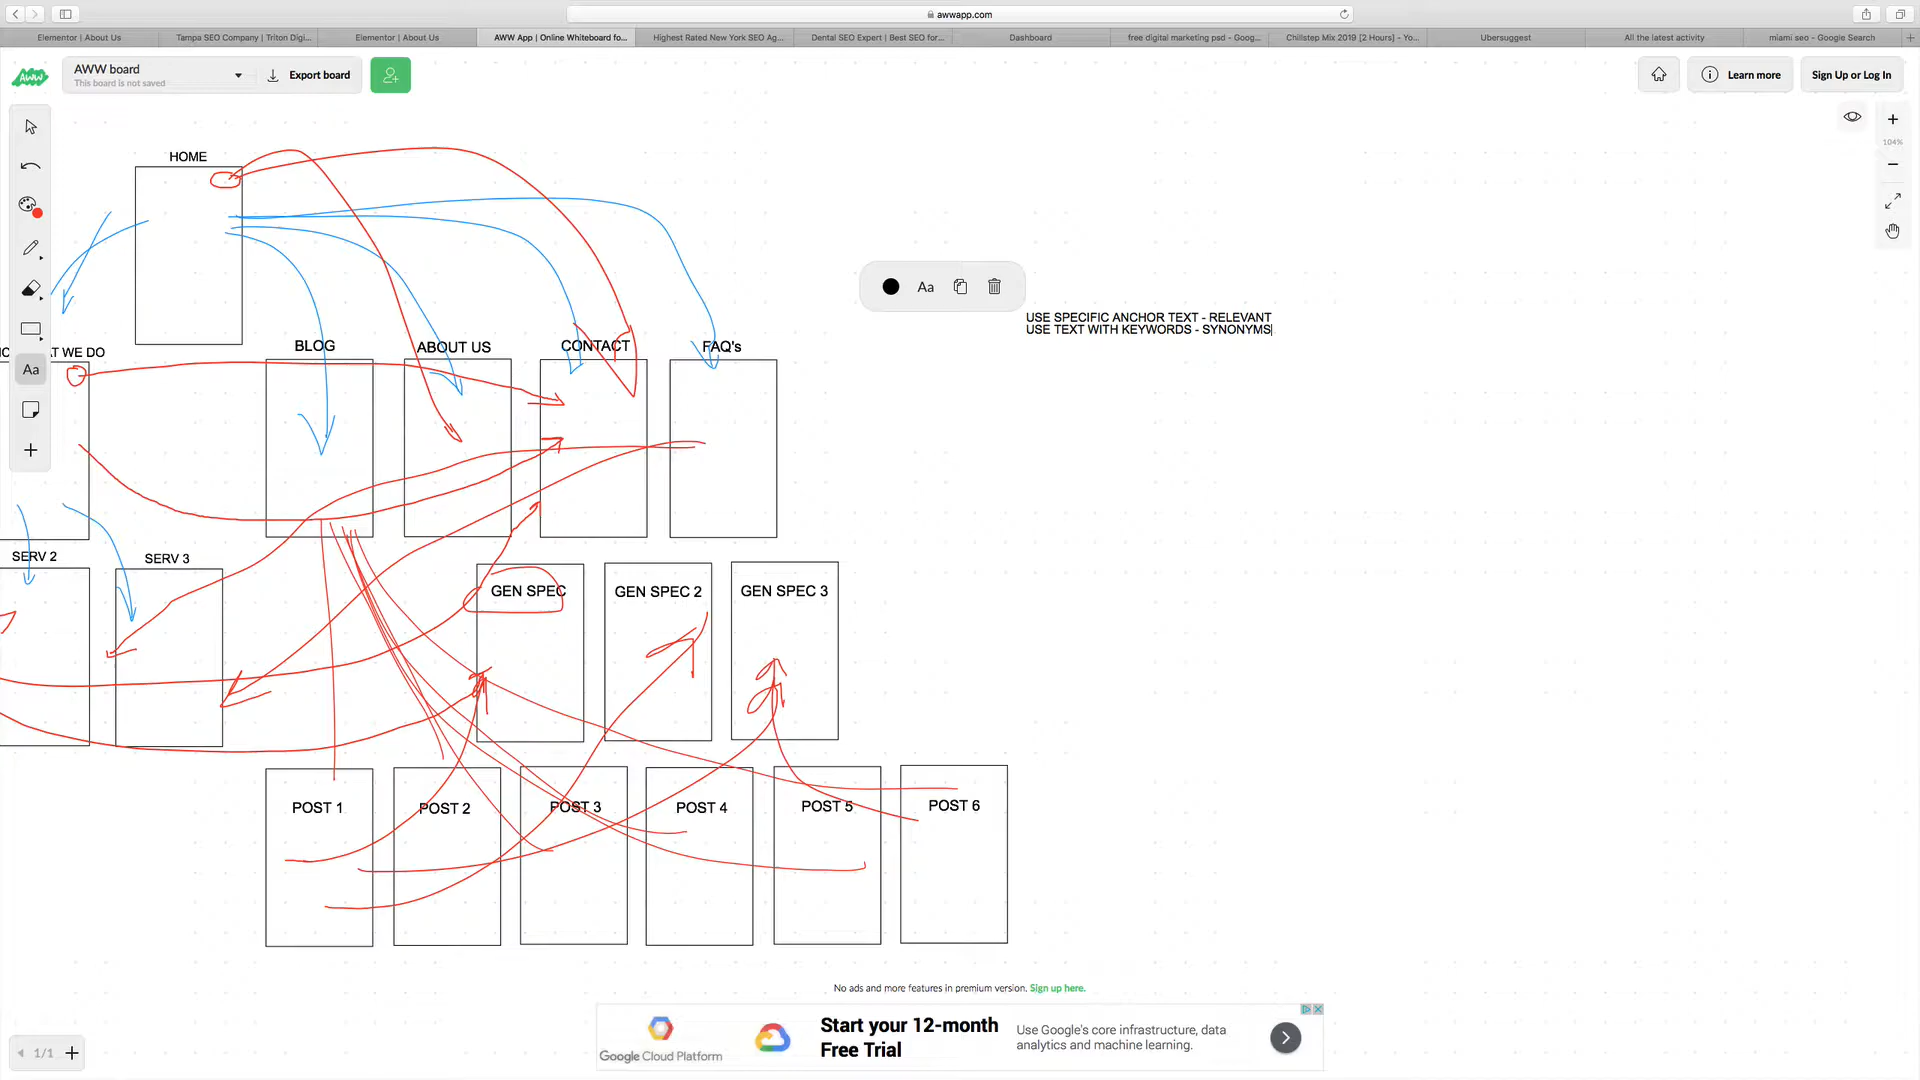 awwapp.com
Elementor | About Us
Tampa SEO Company | Triton Digi...
Elementor | About Us
AWW App | Online Whiteboard fo...
Highest Rated New York SEO Ag...
Dental SEO Expert | Best SEO for...
Dashboard
free digital marketing psd - Goog...
Chillstep Mix 2019 [2 Hours] - Yo...
Ubersuggest
All the latest activity
miami seo - Google Search
AWW
AWW board
This board is not saved
Export board
Learn more
Sign Up or Log In
104%
HOME
Aa
USE SPECIFIC ANCHOR TEXT - RELEVANT
USE TEXT WITH KEYWORDS - SYNONYMS
WE DO
BLOG
ABOUT US
CONTACT
FAQ's
Aa
SERV 2
SERV 3
GEN SPEC
GEN SPEC 2
GEN SPEC 3
POST 1
POST 2
POST 3
POST 4
POST 5
POST 6
No ads and more features in premium version. Sign up here.
Google Cloud Platform
Start your 12-month
Free Trial
Use Google's core infrastructure, data
analytics and machine learning.
1/1